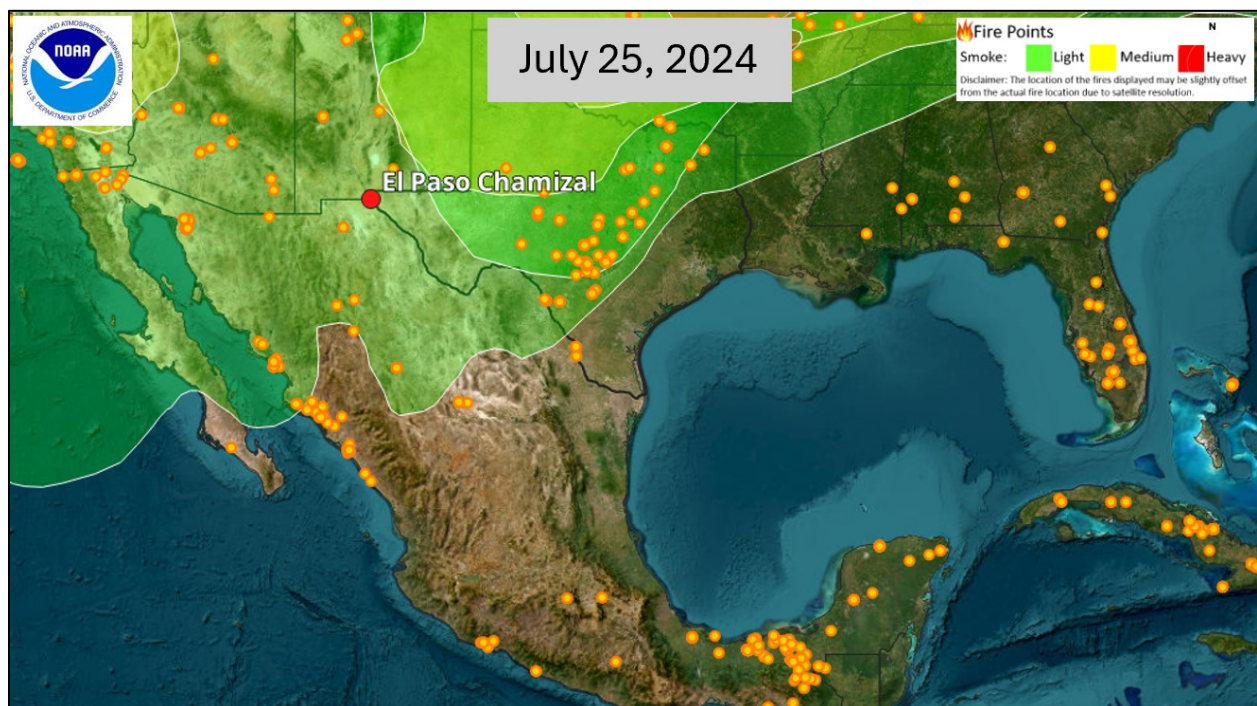 July 25, 2024
NATIONAL OCEANIC AND ATMOSPHERIC ADMINISTRATION
NOAA
U.S. DEPARTMENT OF COMMERCE
N
Fire Points
Smoke: Light Medium Heavy
Disclaimer: The location of the fires displayed may be slightly offset
from the actual fire location due to satellite resolution.
El Paso Chamizal